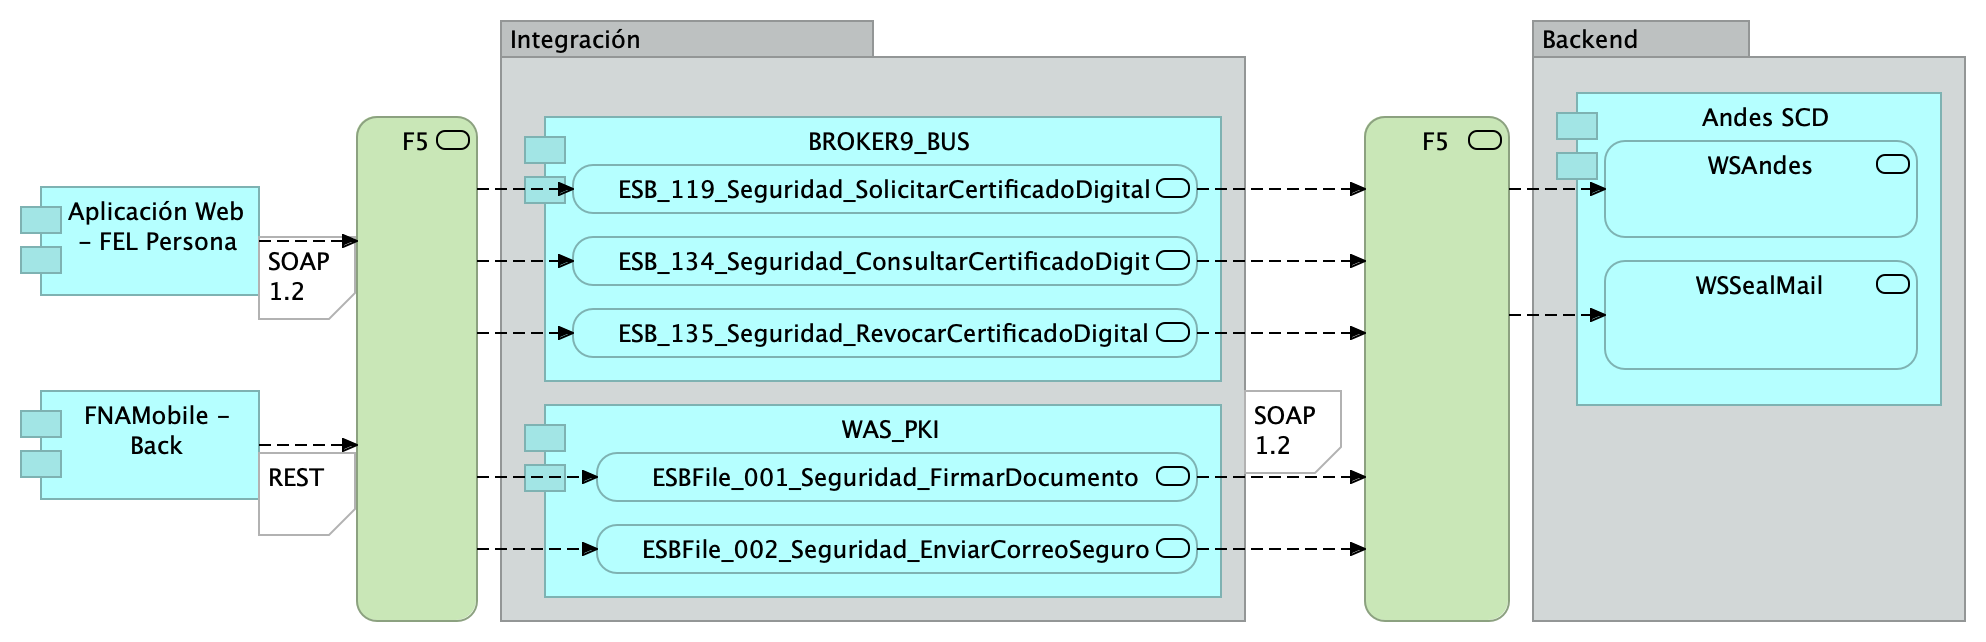 Integración
Backend
Aplicación Web
- FEL Persona
SOAP
1.2
FNAMobile -
Back
REST
F5
BROKER9_BUS
ESB_119_Seguridad_SolicitarCertificadoDigital
ESB_134_Seguridad_ConsultarCertificadoDigit
ESB_135_Seguridad_RevocarCertificadoDigital
WAS_PKI
ESBFile_001_Seguridad_FirmarDocumento
ESBFile_002_Seguridad_EnviarCorreoSeguro
SOAP
1.2
F5
Andes SCD
WSAndes
WSSealMail